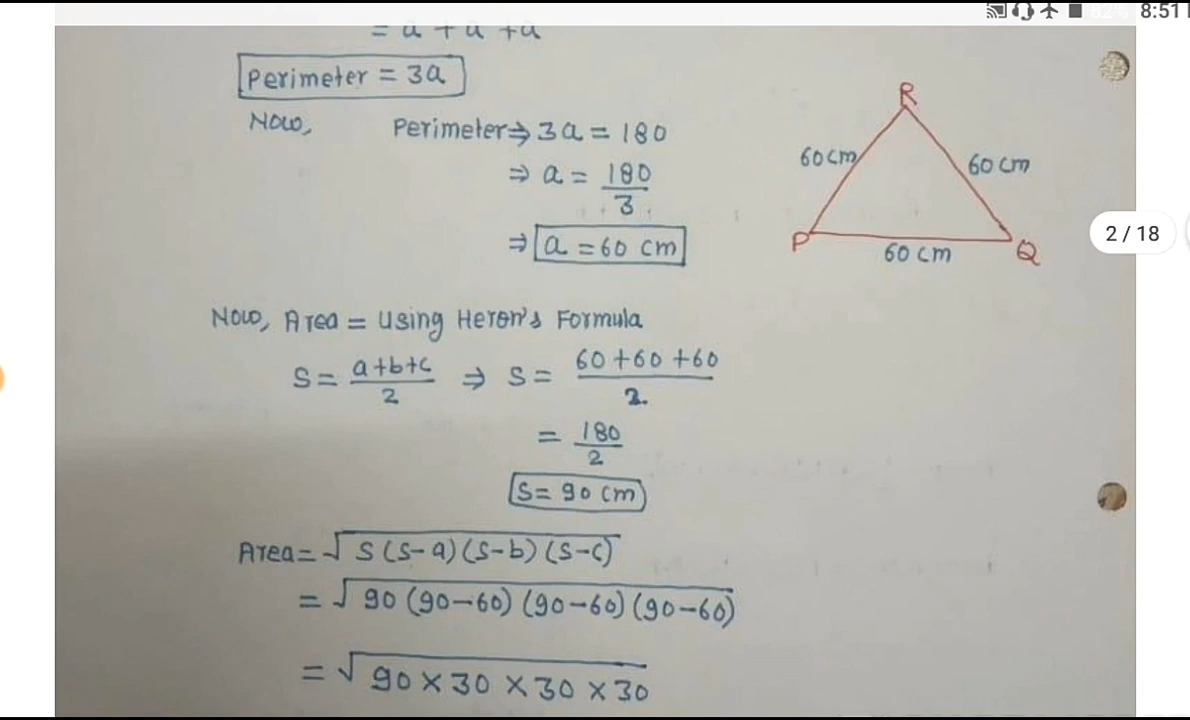 8:51
= a + a + a
Perimeter = 3a
Now, Perimeter ⇒ 3a = 180
⇒ a = 180/3
⇒ a = 60 cm
R
60 cm
60 cm
P
60 cm
Q
2 / 18
Now, Area = using Heron's Formula
S = a+b+c/2 ⇒ S = 60+60+60/2
= 180/2
S = 90 cm
Area = √S(S-a)(S-b)(S-c)
= √90(90-60)(90-60)(90-60)
= √90×30×30×30